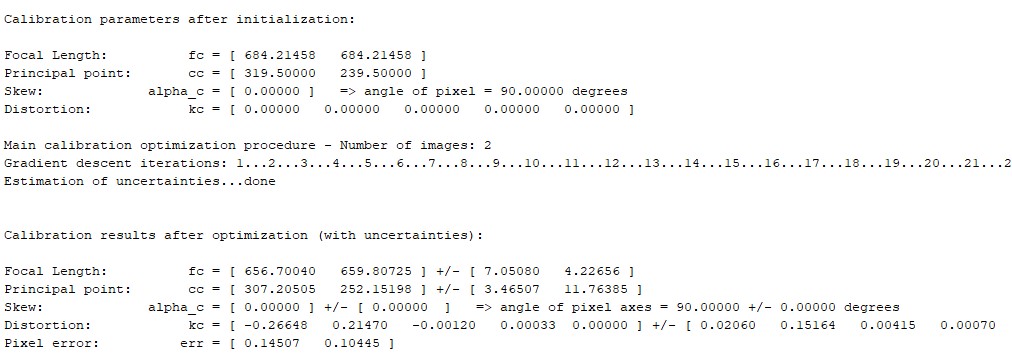 Calibration parameters after initialization:
Focal Length: fc = [ 684.21458 684.21458 ]
Principal point: cc = [ 319.50000 239.50000 ]
Skew: alpha_c = [ 0.00000 ] => angle of pixel = 90.00000 degrees
Distortion: kc = [ 0.00000 0.00000 0.00000 0.00000 0.00000 ]
Main calibration optimization procedure - Number of images: 2
Gradient descent iterations: 1...2...3...4...5...6...7...8...9...10...11...12...13...14...15...16...17...18...19...20...21...2
Estimation of uncertainties...done
Calibration results after optimization (with uncertainties):
Focal Length: fc = [ 656.70040 659.80725 ] +/- [ 7.05080 4.22656 ]
Principal point: cc = [ 307.20505 252.15198 ] +/- [ 3.46507 11.76385 ]
Skew: alpha_c = [ 0.00000 ] +/- [ 0.00000 ] => angle of pixel axes = 90.00000 +/- 0.00000 degrees
Distortion: kc = [ -0.26648 0.21470 -0.00120 0.00033 0.00000 ] +/- [ 0.02060 0.15164 0.00415 0.00070
Pixel error: err = [ 0.14507 0.10445 ]